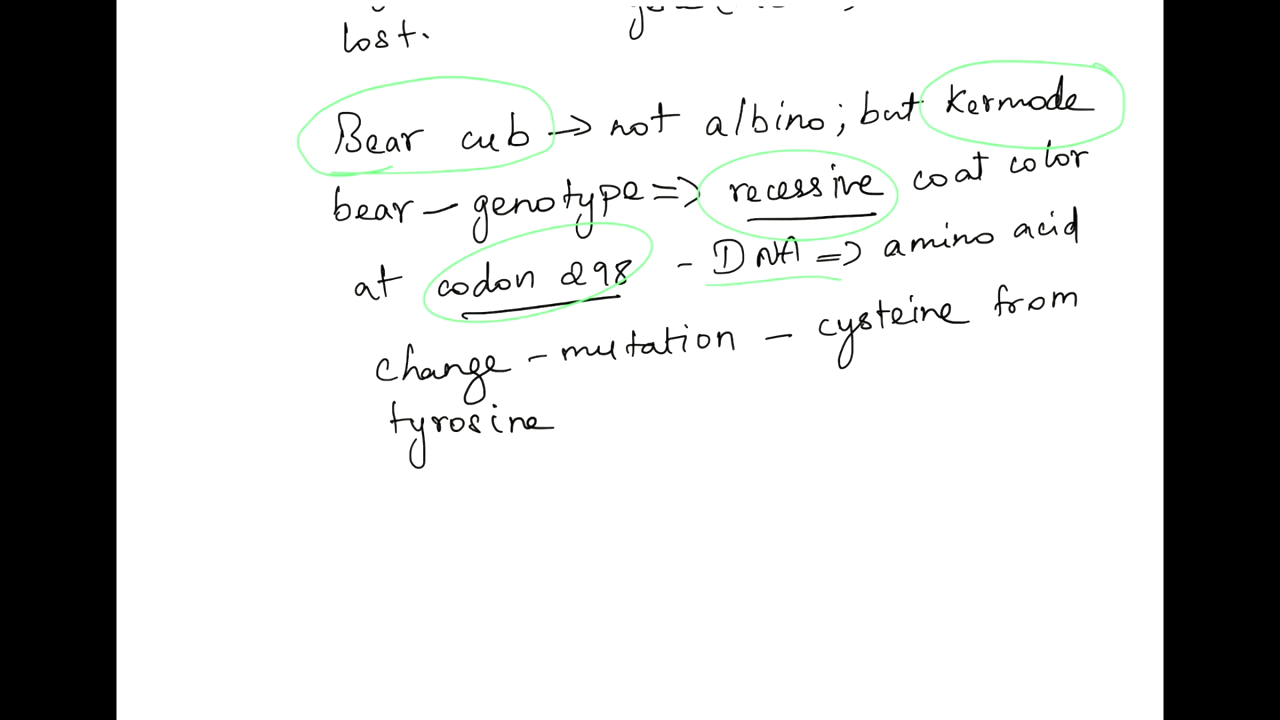 lost.
Bear cub → not albino; but Kermode
bear – genotype ⇒ recessive coat color
at codon 298 - DNA ⇒ amino acid
change - mutation – cysteine from
tyrosine